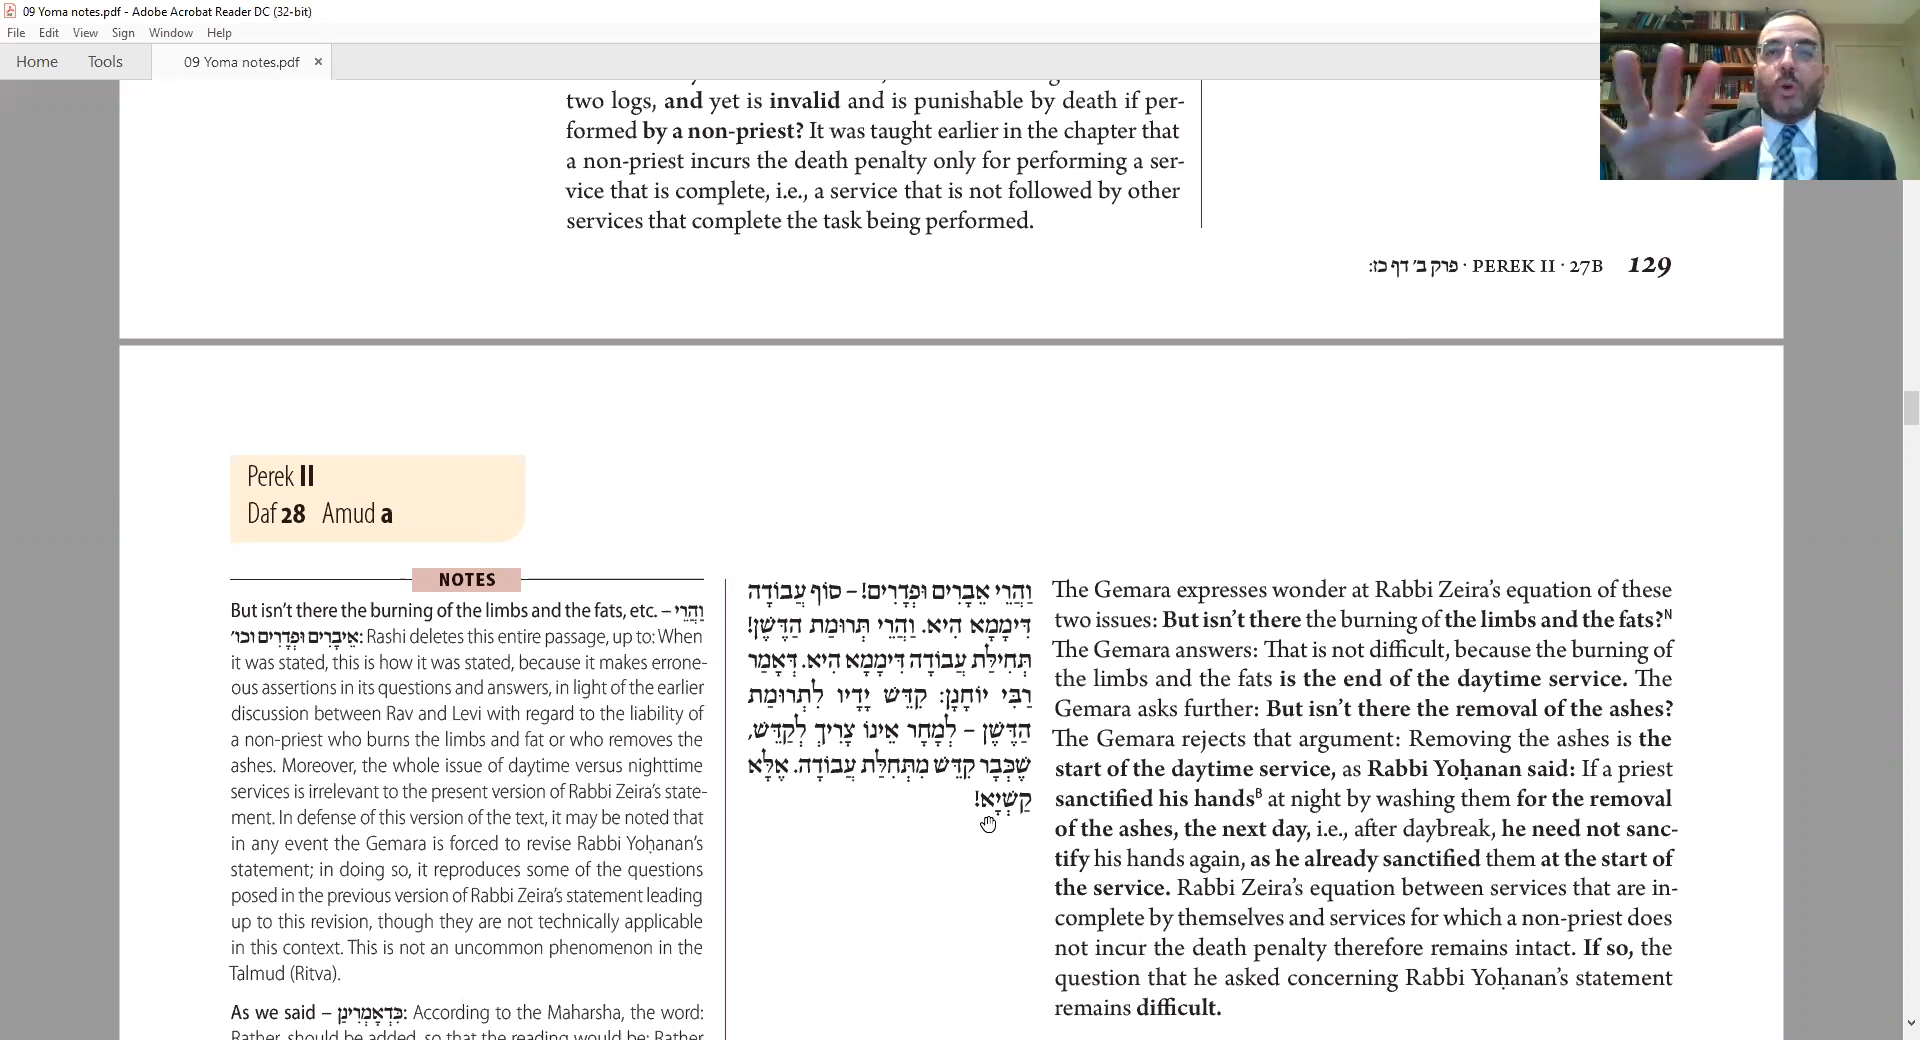 09 Yoma notes.pdf - Adobe Acrobat Reader DC (32-bit)
File Edit View Sign Window Help
Home Tools 09 Yoma notes.pdf ×
two logs, and yet is invalid and is punishable by death if per-
formed by a non-priest? It was taught earlier in the chapter that
a non-priest incurs the death penalty only for performing a ser-
vice that is complete, i.e., a service that is not followed by other
services that complete the task being performed.
פרק ב׳ דף כז: · PEREK II · 27B 129
Perek II
Daf 28 Amud a
NOTES
But isn't there the burning of the limbs and the fats, etc. – וַהֲרֵי
אֵיבָרִים וּפְדָרִים וכו׳: Rashi deletes this entire passage, up to: When
it was stated, this is how it was stated, because it makes errone-
ous assertions in its questions and answers, in light of the earlier
discussion between Rav and Levi with regard to the liability of
a non-priest who burns the limbs and fat or who removes the
ashes. Moreover, the whole issue of daytime versus nighttime
services is irrelevant to the present version of Rabbi Zeira's state-
ment. In defense of this version of the text, it may be noted that
in any event the Gemara is forced to revise Rabbi Yoḥanan's
statement; in doing so, it reproduces some of the questions
posed in the previous version of Rabbi Zeira's statement leading
up to this revision, though they are not technically applicable
in this context. This is not an uncommon phenomenon in the
Talmud (Ritva).
As we said – כִּדְאָמְרִינַן: According to the Maharsha, the word:
Rather, should be added, so that the reading would be: Rather
וַהֲרֵי אֵבָרִים וּפְדָרִים! – סוֹף עֲבוֹדָה
דִּימָמָא הִיא. וַהֲרֵי תְּרוּמַת הַדֶּשֶׁן!
תְּחִילַּת עֲבוֹדָה דִּימָמָא הִיא. דְּאָמַר
רַבִּי יוֹחָנָן: קִדֵּשׁ יָדָיו לִתְרוּמַת
הַדֶּשֶׁן – לְמָחָר אֵינוֹ צָרִיךְ לְקַדֵּשׁ,
שֶׁכְּבָר קִדֵּשׁ מִתְּחִלַּת עֲבוֹדָה. אֶלָּא
קַשְׁיָא!
The Gemara expresses wonder at Rabbi Zeira's equation of these
two issues: But isn't there the burning of the limbs and the fats?N
The Gemara answers: That is not difficult, because the burning of
the limbs and the fats is the end of the daytime service. The
Gemara asks further: But isn't there the removal of the ashes?
The Gemara rejects that argument: Removing the ashes is the
start of the daytime service, as Rabbi Yoḥanan said: If a priest
sanctified his handsB at night by washing them for the removal
of the ashes, the next day, i.e., after daybreak, he need not sanc-
tify his hands again, as he already sanctified them at the start of
the service. Rabbi Zeira's equation between services that are in-
complete by themselves and services for which a non-priest does
not incur the death penalty therefore remains intact. If so, the
question that he asked concerning Rabbi Yoḥanan's statement
remains difficult.